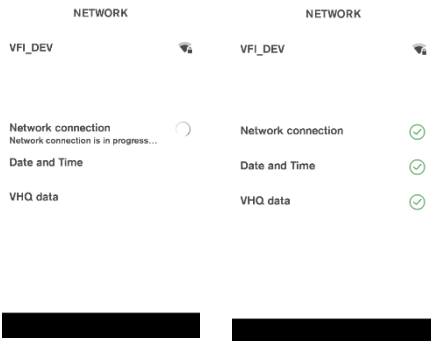 NETWORK
VFI_DEV
Network connection
Network connection is in progress...
Date and Time
VHQ data
NETWORK
VFI_DEV
Network connection
Date and Time
VHQ data